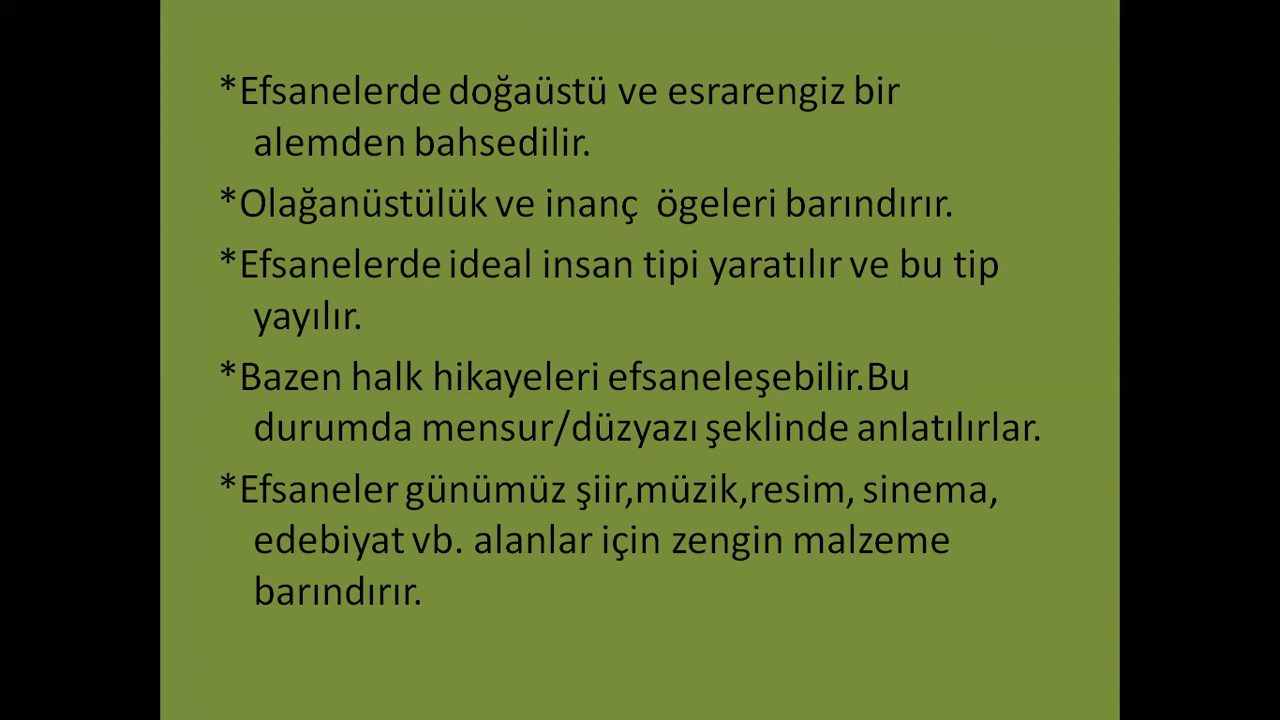 *Efsanelerde doğaüstü ve esrarengiz bir
alemden bahsedilir.
*Olağanüstülük ve inanç  ögeleri barındırır.
*Efsanelerde ideal insan tipi yaratılır ve bu tip
yayılır.
*Bazen halk hikayeleri efsaneleşebilir.Bu
durumda mensur/düzyazı şeklinde anlatılırlar.
*Efsaneler günümüz şiir,müzik,resim, sinema,
edebiyat vb. alanlar için zengin malzeme
barındırır.